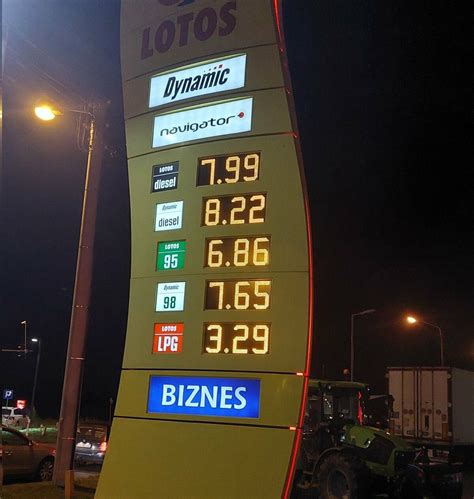 LOTOS
Dynamic
navigator
LOTOS diesel 7.99
Dynamic diesel 8.22
LOTOS 95 6.86
Dynamic 98 7.65
LOTOS LPG 3.29
BIZNES
P